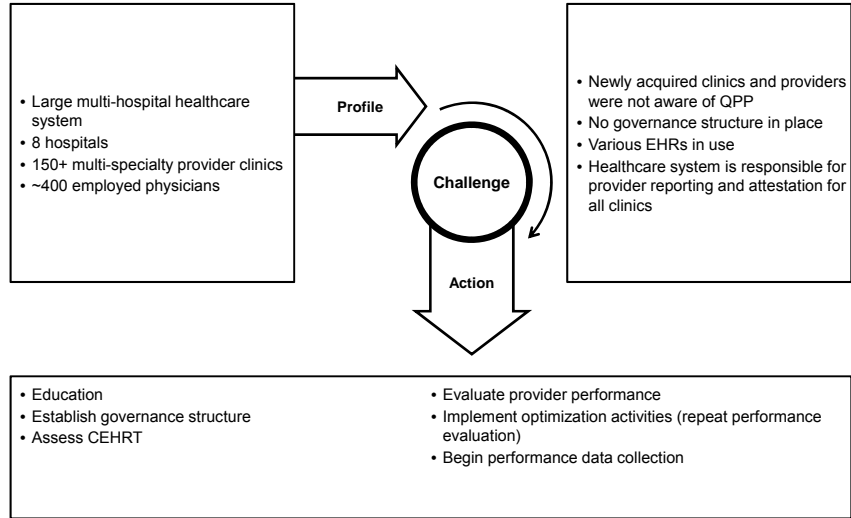 • Large multi-hospital healthcare
system
• 8 hospitals
• 150+ multi-specialty provider clinics
• ~400 employed physicians
Profile
Challenge
• Newly acquired clinics and providers
were not aware of QPP
• No governance structure in place
• Various EHRs in use
• Healthcare system is responsible for
provider reporting and attestation for
all clinics
Action
• Education
• Establish governance structure
• Assess CEHRT
• Evaluate provider performance
• Implement optimization activities (repeat performance
evaluation)
• Begin performance data collection